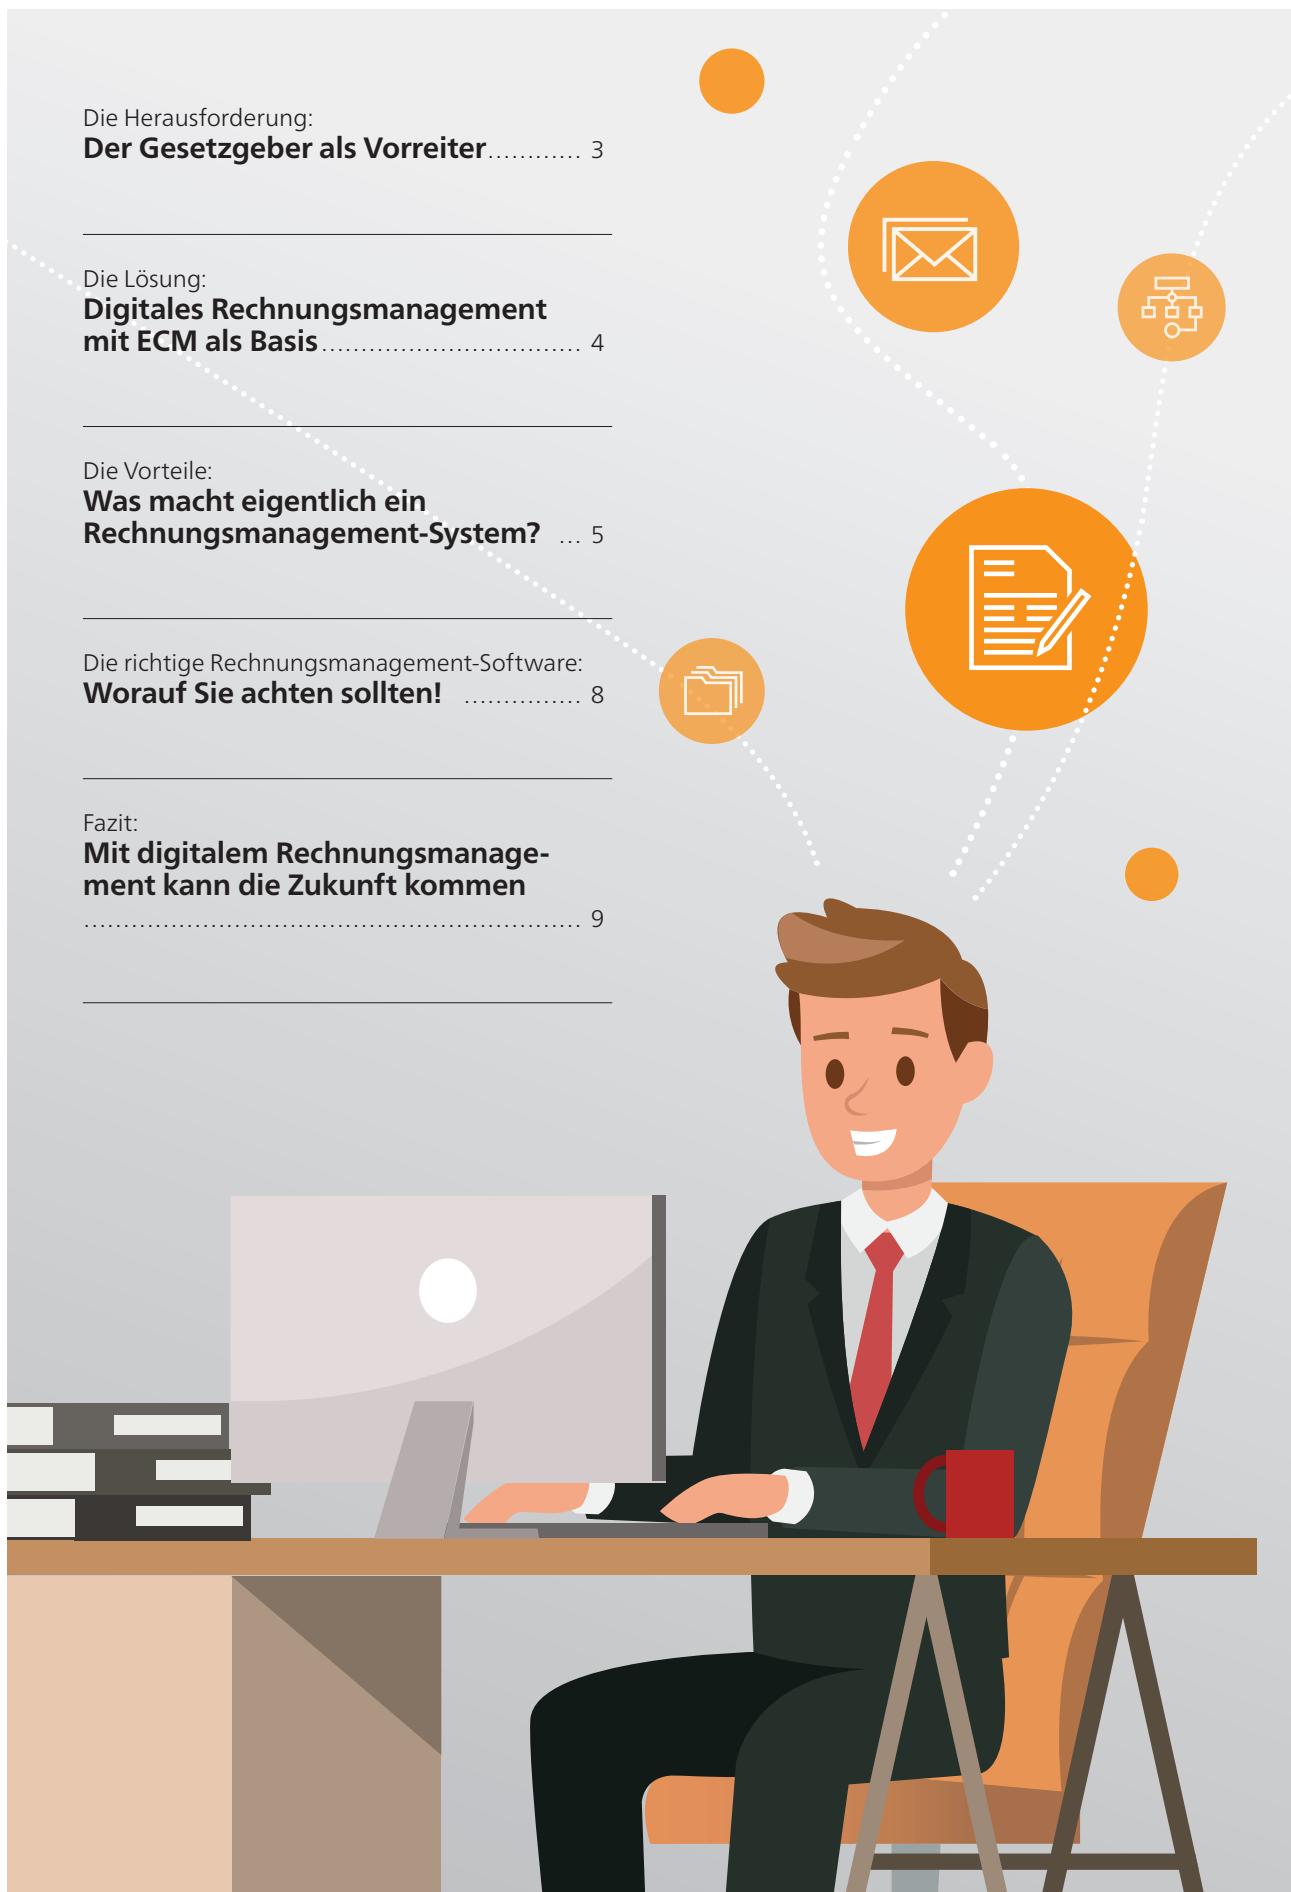 Die Herausforderung:
Der Gesetzgeber als Vorreiter............ 3
Die Lösung:
Digitales Rechnungsmanagement
mit ECM als Basis................................. 4
Die Vorteile:
Was macht eigentlich ein
Rechnungsmanagement-System? ... 5
Die richtige Rechnungsmanagement-Software:
Worauf Sie achten sollten! ............... 8
Fazit:
Mit digitalem Rechnungsmanage-
ment kann die Zukunft kommen
............................................................... 9